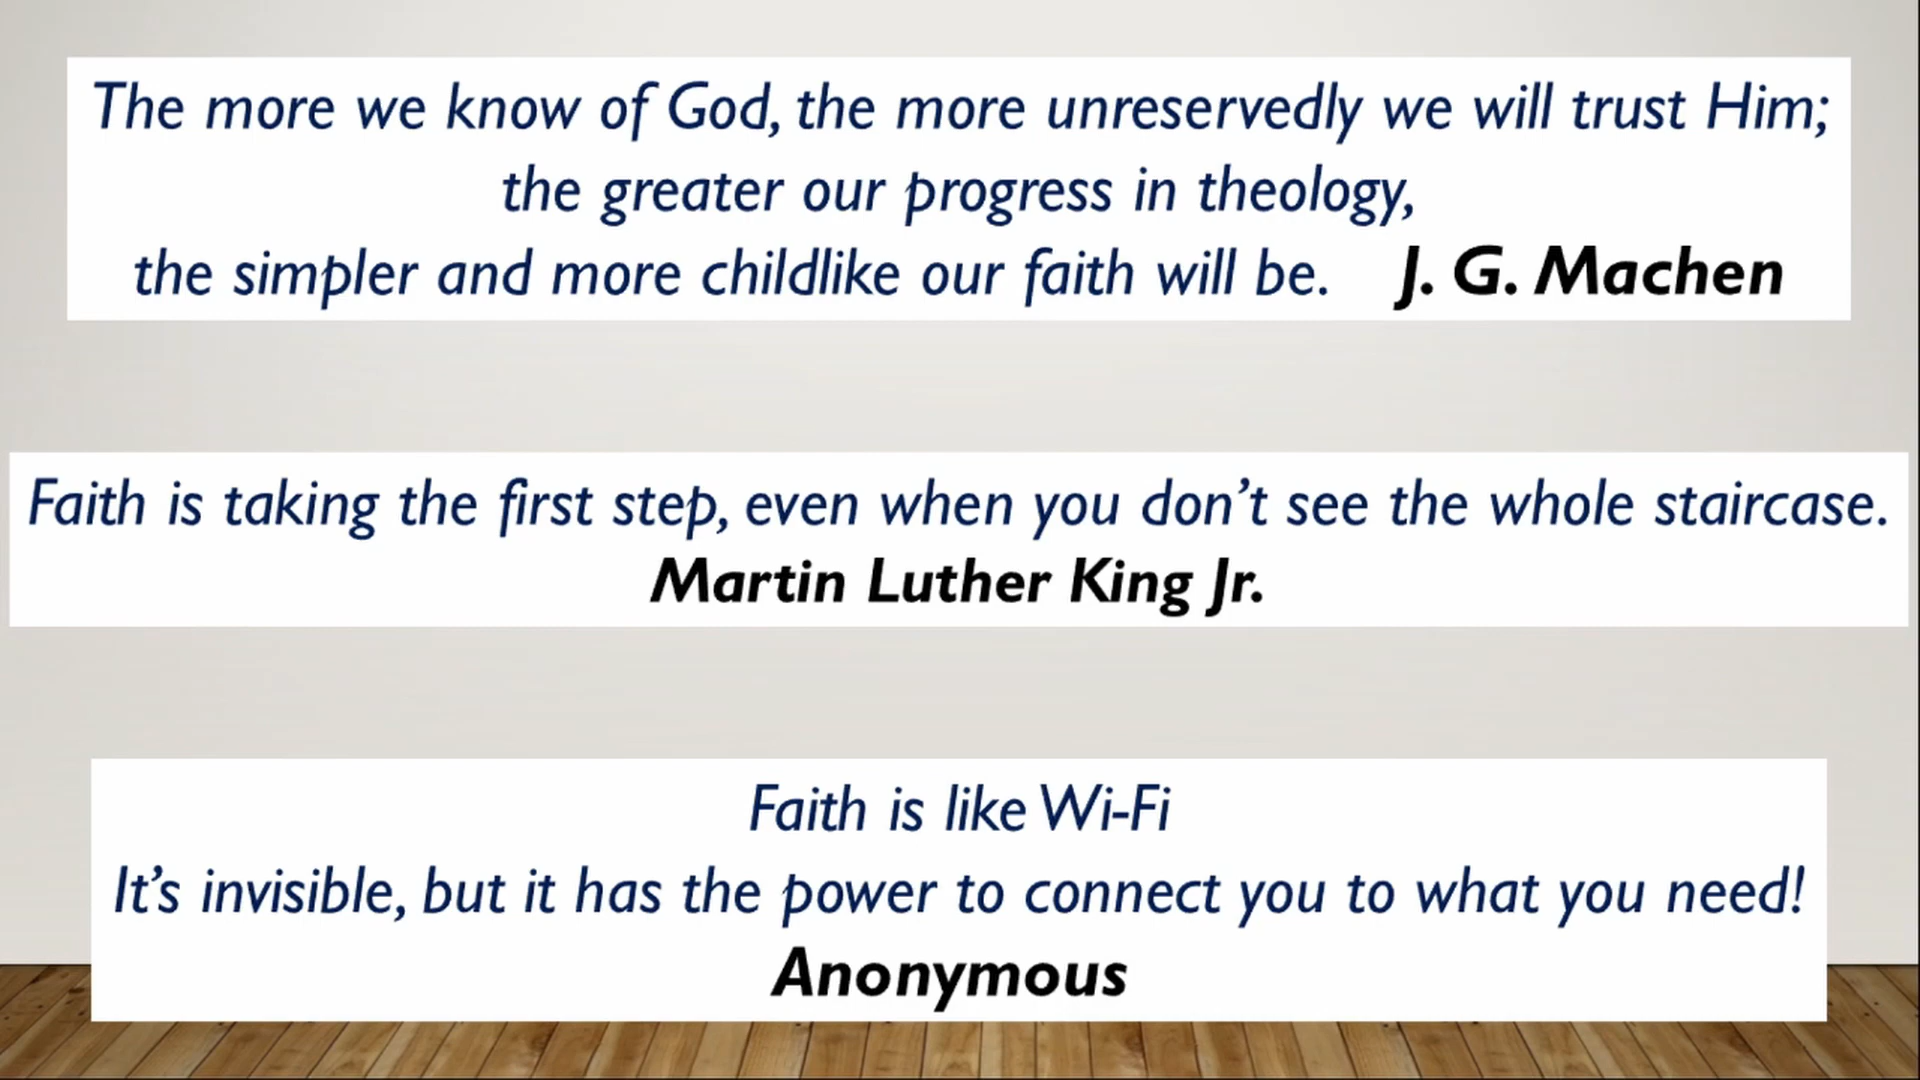 The more we know of God, the more unreservedly we will trust Him;
the greater our progress in theology,
the simpler and more childlike our faith will be. J. G. Machen
Faith is taking the first step, even when you don’t see the whole staircase.
Martin Luther King Jr.
Faith is like Wi-Fi
It’s invisible, but it has the power to connect you to what you need!
Anonymous